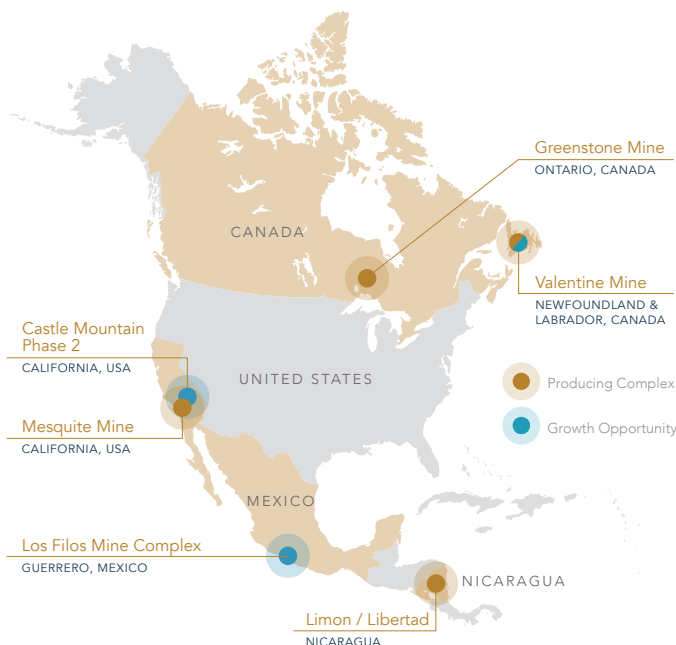 Greenstone Mine
ONTARIO, CANADA
CANADA
Valentine Mine
NEWFOUNDLAND &
LABRADOR, CANADA
Castle Mountain
Phase 2
CALIFORNIA, USA
UNITED STATES
Producing Complex
Growth Opportunity
Mesquite Mine
CALIFORNIA, USA
MEXICO
Los Filos Mine Complex
GUERRERO, MEXICO
NICARAGUA
Limon / Libertad
NICARAGUA